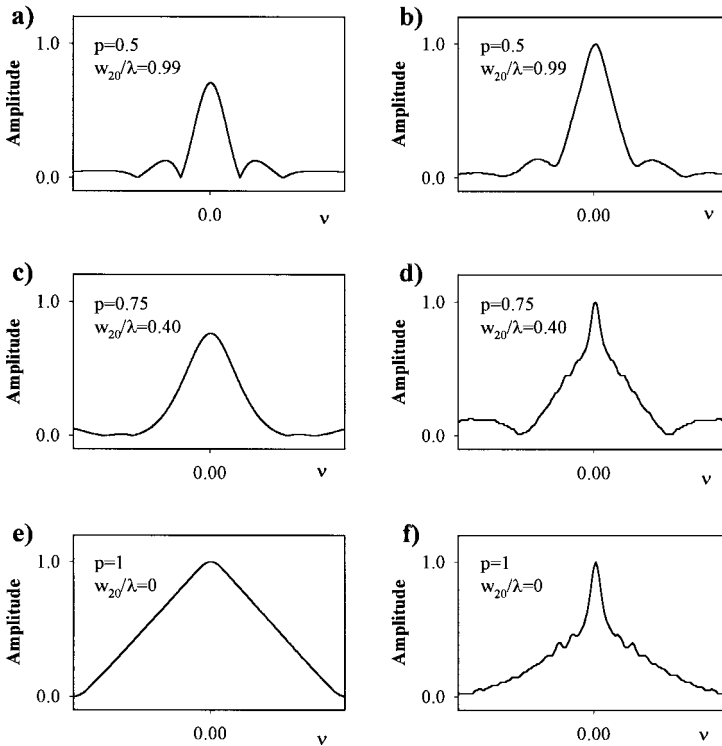 a)
1.0
p=0.5
w20/λ=0.99
Amplitude
0.0
0.0
ν
b)
1.0
p=0.5
w20/λ=0.99
Amplitude
0.0
0.00
ν
c)
1.0
p=0.75
w20/λ=0.40
Amplitude
0.0
0.00
ν
d)
1.0
p=0.75
w20/λ=0.40
Amplitude
0.0
0.00
ν
e)
1.0
p=1
w20/λ=0
Amplitude
0.0
0.00
ν
f)
1.0
p=1
w20/λ=0
Amplitude
0.0
0.00
ν